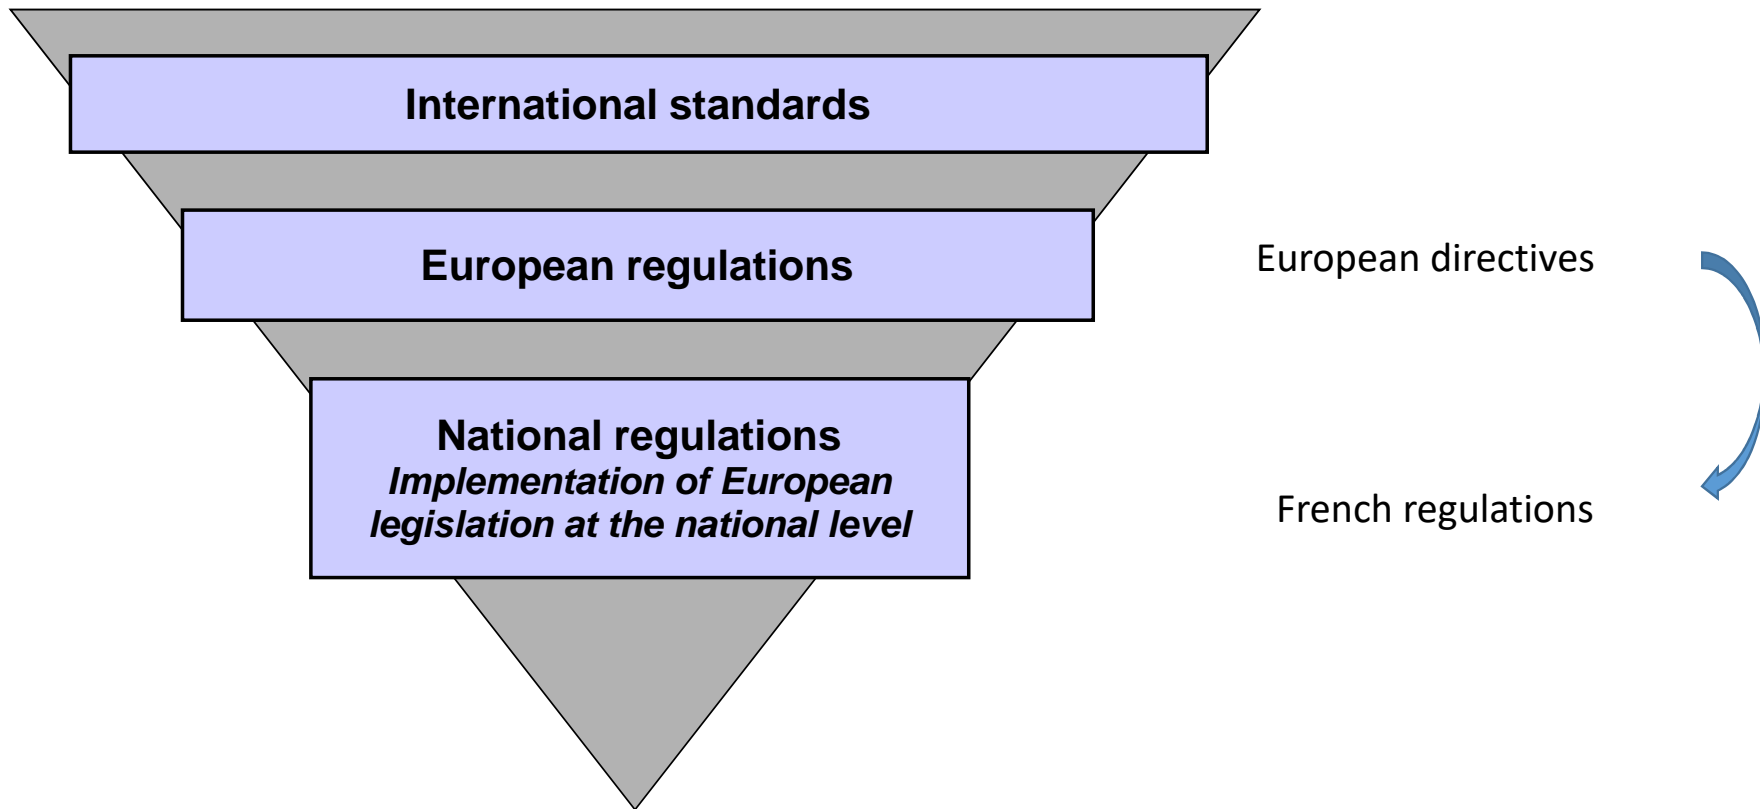 International standards
European regulations
European directives
National regulations
Implementation of European
legislation at the national level
French regulations